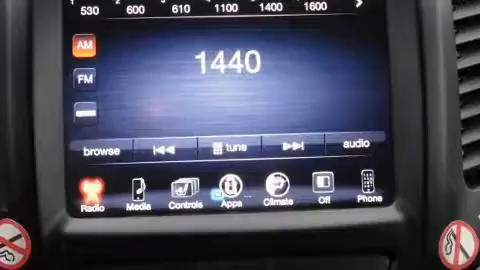 530 600 610 1100 1400 1600
AM
1440
FM
browse tune audio
Radio Media Controls Apps Climate Off Phone